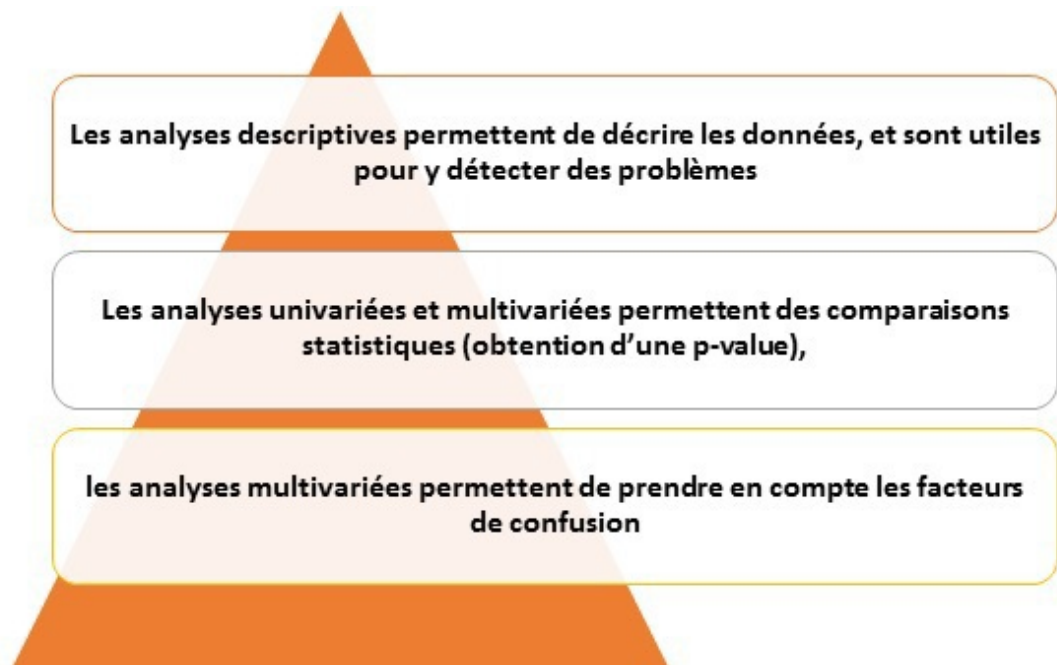 Les analyses descriptives permettent de décrire les données, et sont utiles
pour y détecter des problèmes
Les analyses univariées et multivariées permettent des comparaisons
statistiques (obtention d'une p-value),
les analyses multivariées permettent de prendre en compte les facteurs
de confusion